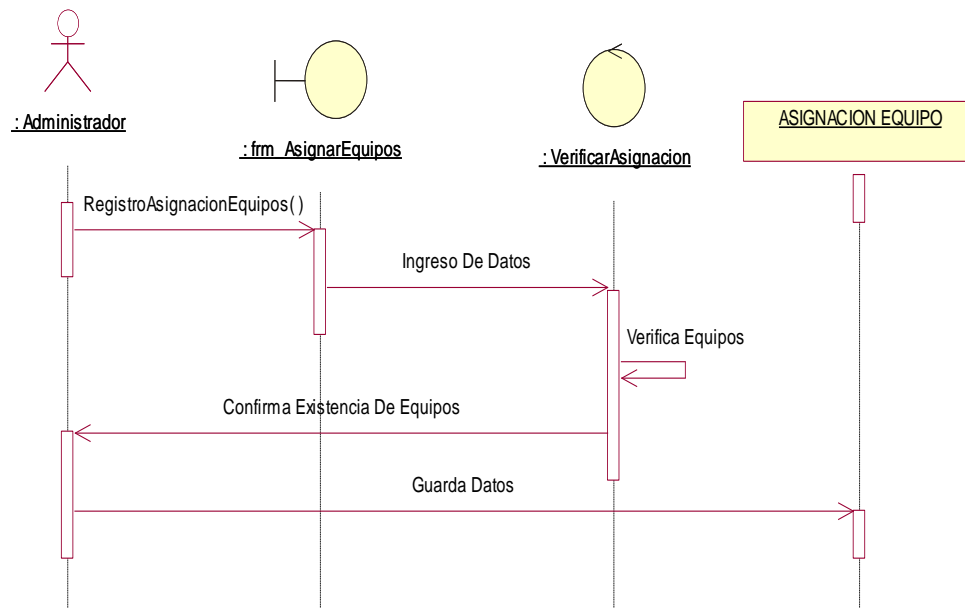 : Administrador
: frm_AsignarEquipos
: VerificarAsignacion
ASIGNACION EQUIPO
RegistroAsignacionEquipos( )
Ingreso De Datos
Verifica Equipos
Confirma Existencia De Equipos
Guarda Datos